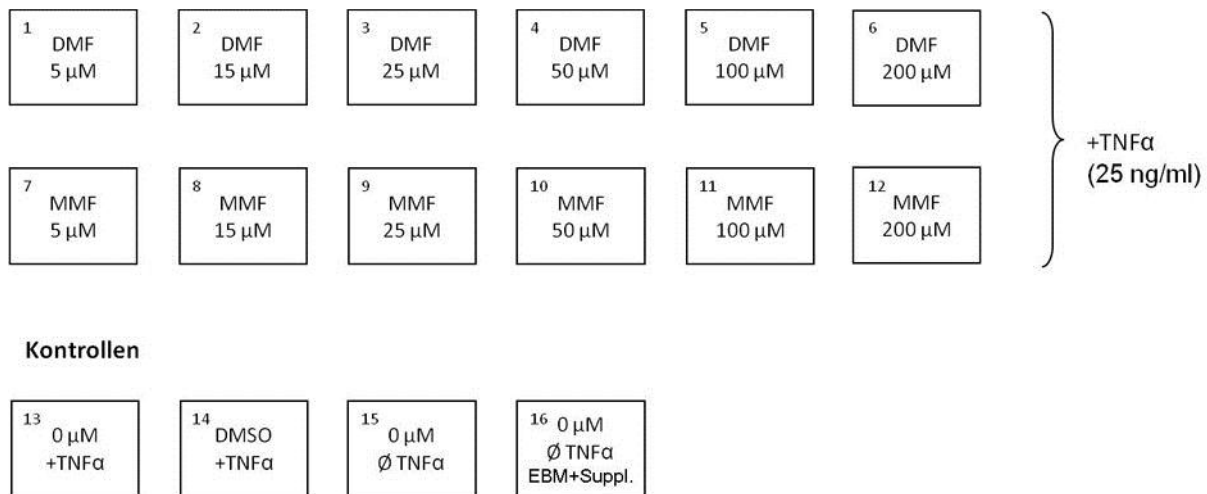 1 DMF
5 µM
2 DMF
15 µM
3 DMF
25 µM
4 DMF
50 µM
5 DMF
100 µM
6 DMF
200 µM
+TNFα
(25 ng/ml)
7 MMF
5 µM
8 MMF
15 µM
9 MMF
25 µM
10 MMF
50 µM
11 MMF
100 µM
12 MMF
200 µM
Kontrollen
13 0 µM
+TNFα
14 DMSO
+TNFα
15 0 µM
Ø TNFα
16 0 µM
Ø TNFα
EBM+Suppl.